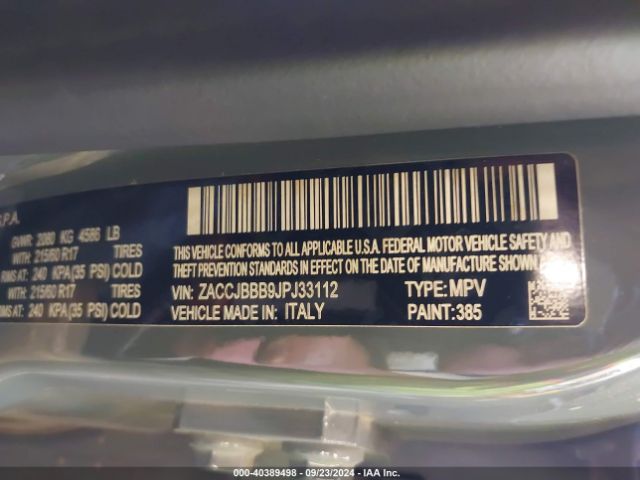 S.P.A.
GVWR: 2080 KG 4586 LB
WITH: 215/60 R17 TIRES
RIMS AT: 240 KPA(35 PSI) COLD
WITH: 215/60 R17 TIRES
RIMS AT: 240 KPA(35 PSI) COLD
THIS VEHICLE CONFORMS TO ALL APPLICABLE U.S.A. FEDERAL MOTOR VEHICLE SAFETY AND
THEFT PREVENTION STANDARDS IN EFFECT ON THE DATE OF MANUFACTURE SHOWN ABOVE.
VIN: ZACCJBBB9JPJ33112 TYPE: MPV
VEHICLE MADE IN: ITALY PAINT:385
000-40389498 - 09/23/2024 - IAA Inc.